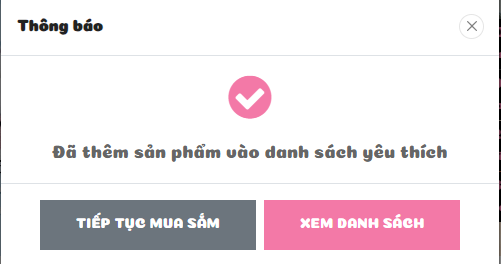 Thông báo
Đã thêm sản phẩm vào danh sách yêu thích
TIẾP TỤC MUA SẮM
XEM DANH SÁCH